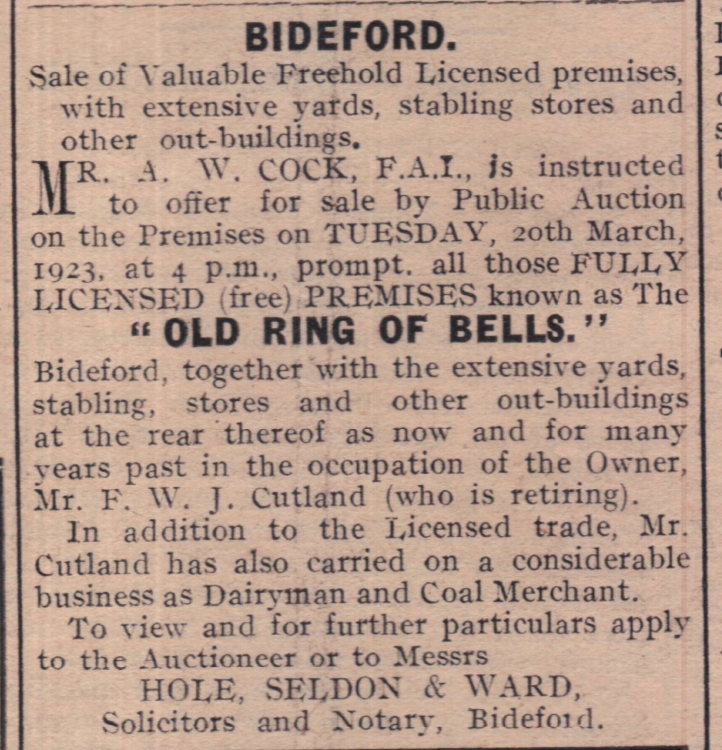 BIDEFORD.
Sale of Valuable Freehold Licensed premises,
with extensive yards, stabling stores and
other out-buildings.
MR. A. W. COCK, F.A.I., is instructed
to offer for sale by Public Auction
on the Premises on TUESDAY, 20th March,
1923, at 4 p.m., prompt. all those FULLY
LICENSED (free) PREMISES known as The
"OLD RING OF BELLS."
Bideford, together with the extensive yards,
stabling, stores and other out-buildings
at the rear thereof as now and for many
years past in the occupation of the Owner,
Mr. F. W. J. Cutland (who is retiring).
In addition to the Licensed trade, Mr.
Cutland has also carried on a considerable
business as Dairyman and Coal Merchant.
To view and for further particulars apply
to the Auctioneer or to Messrs
HOLE, SELDON & WARD,
Solicitors and Notary, Bideford.